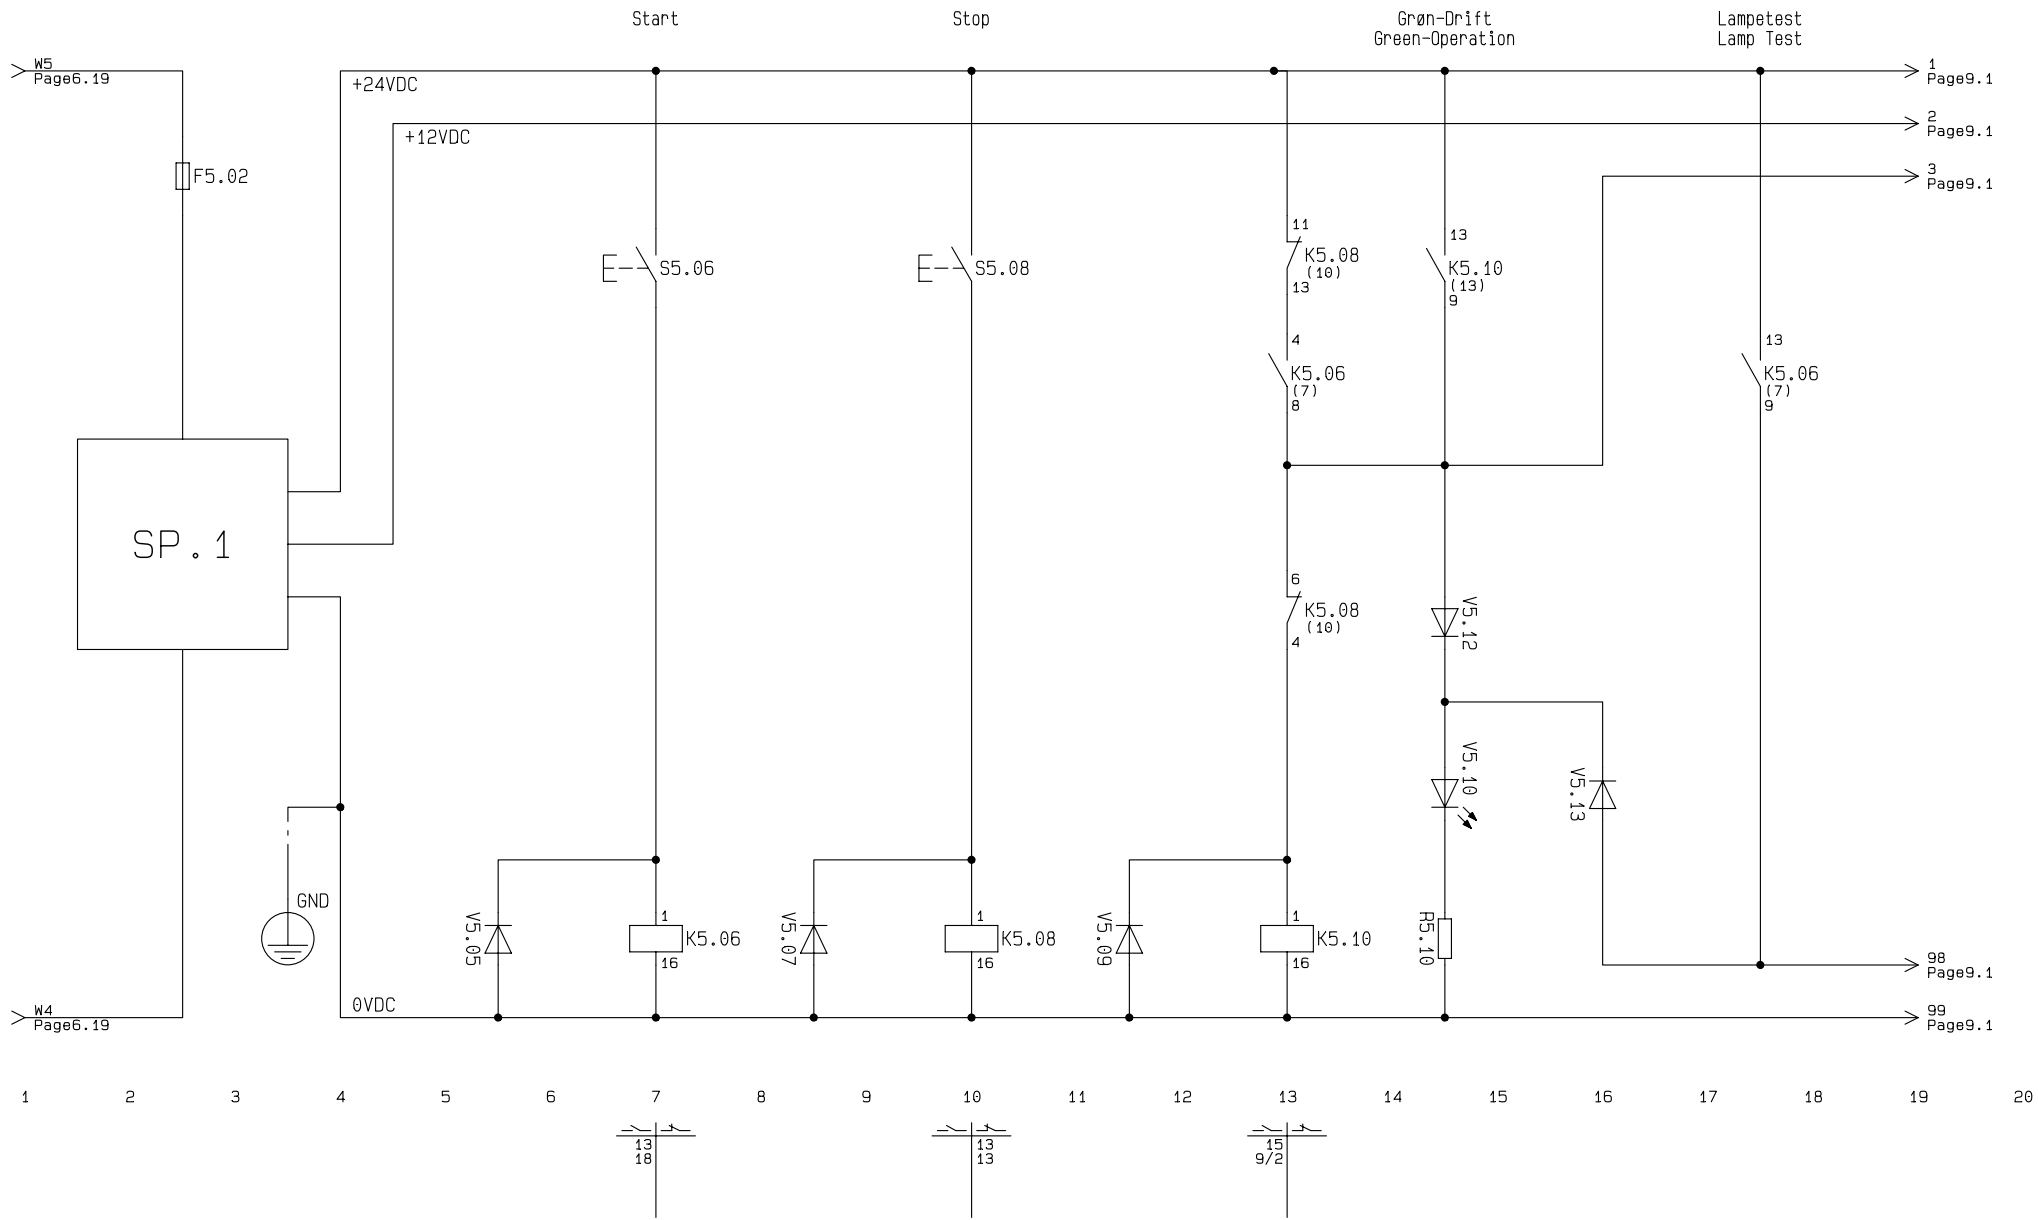 Start
Stop
Grøn-Drift
Green-Operation
Lampetest
Lamp Test
W5
Page6.19
+24VDC
1
Page9.1
+12VDC
2
Page9.1
F5.02
3
Page9.1
S5.06
S5.08
11
K5.08
(10)
13
13
K5.10
(13)
9
4
K5.06
(7)
8
13
K5.06
(7)
9
SP.1
6
K5.08
(10)
4
V5.12
V5.10
V5.13
GND
V5.05
1
K5.06
16
V5.07
1
K5.08
16
V5.09
1
K5.10
16
R5.10
98
Page9.1
W4
Page6.19
0VDC
99
Page9.1
1 2 3 4 5 6 7 8 9 10 11 12 13 14 15 16 17 18 19 20
13
18
13
13
15
9/2